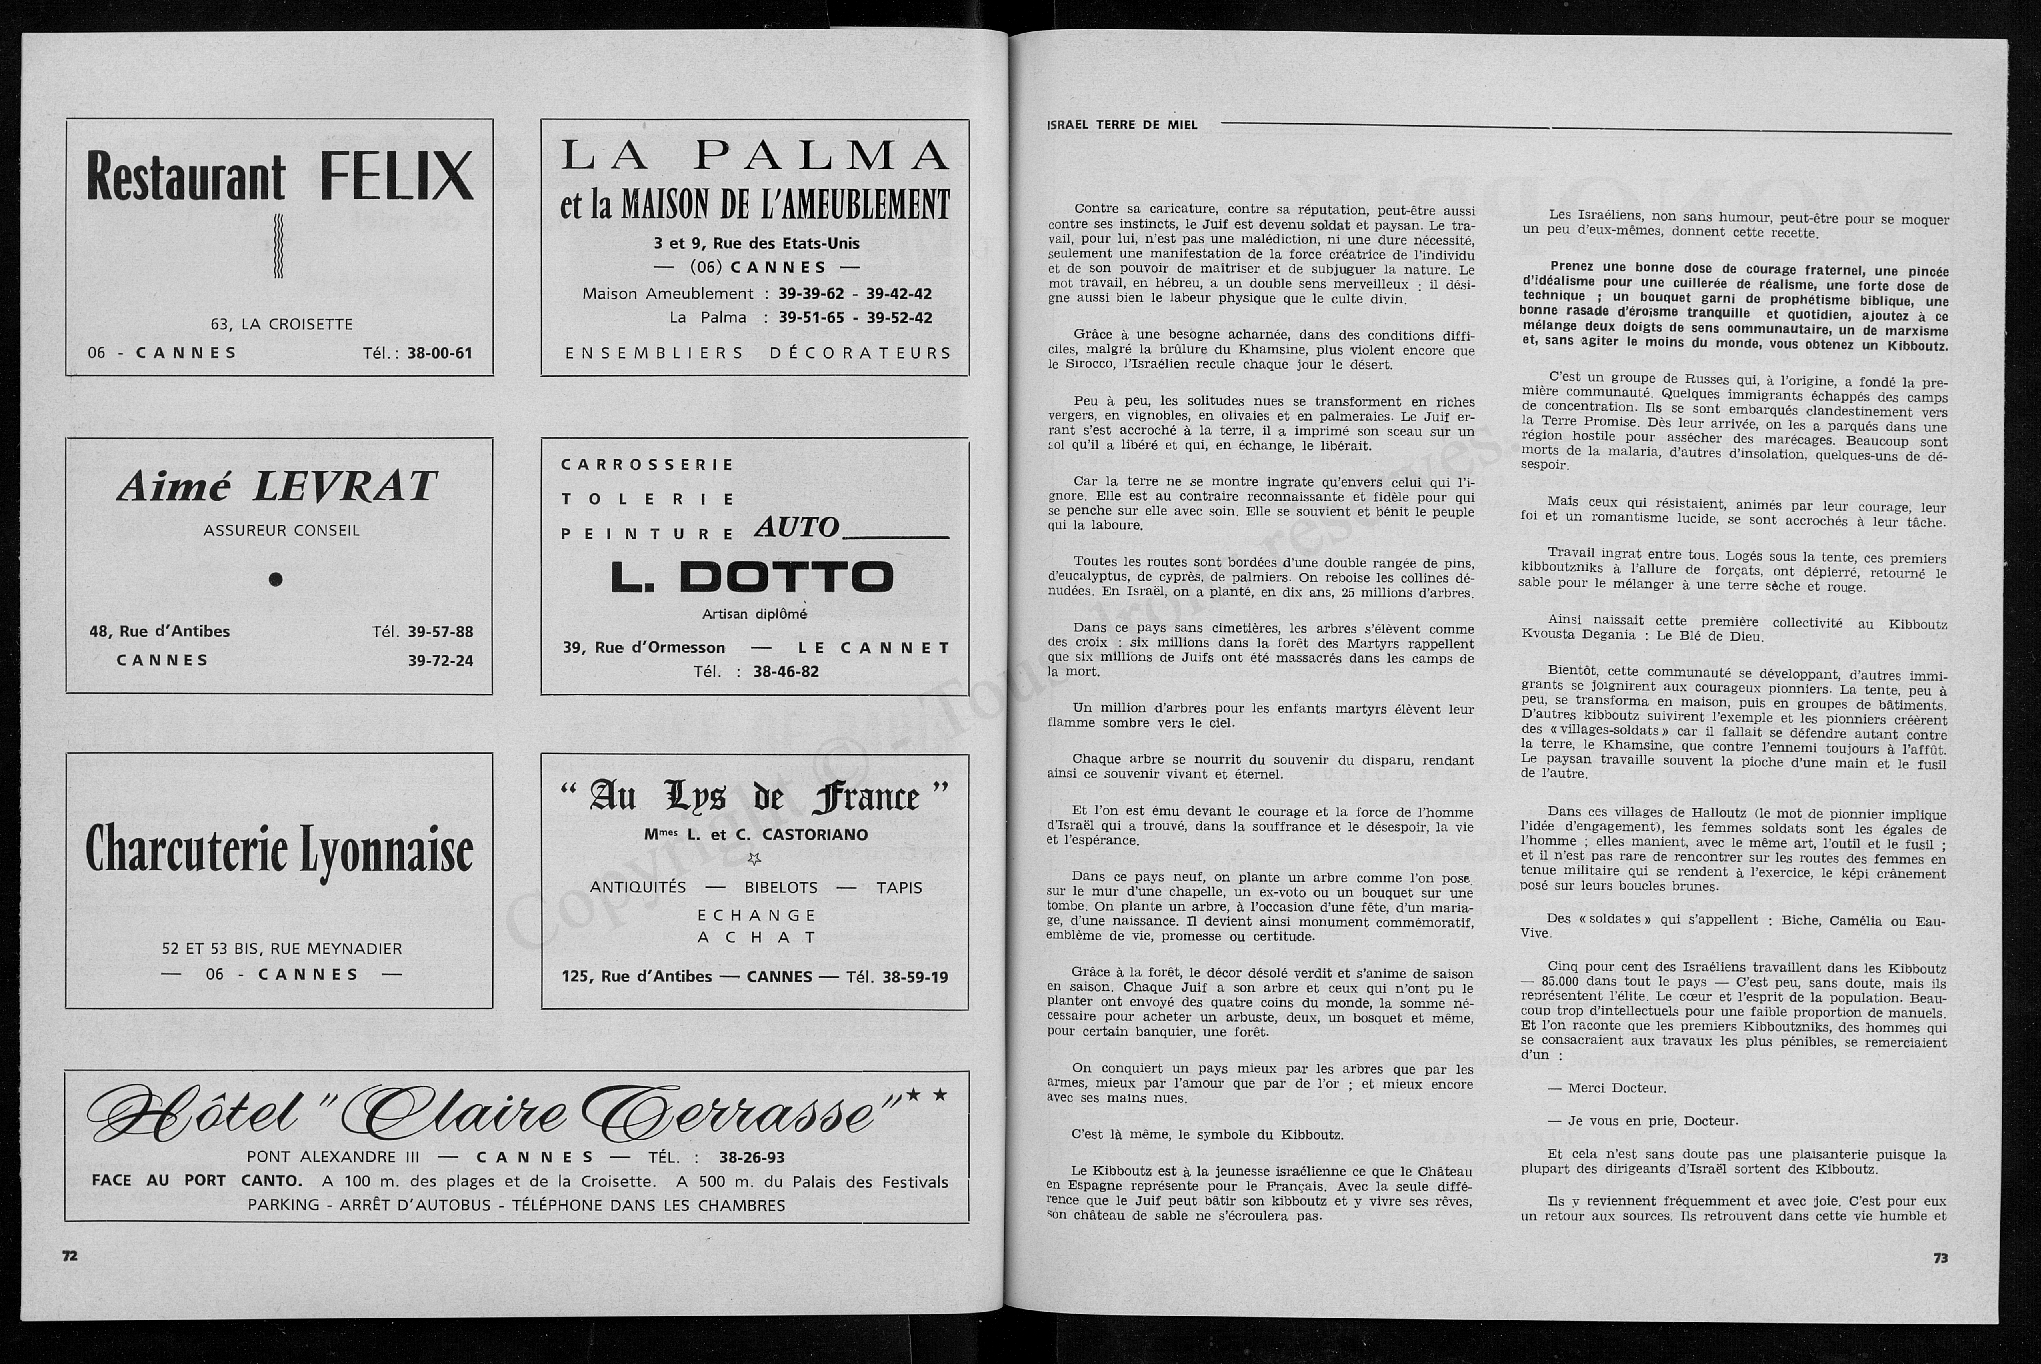 Restaurant FELIX
63, LA CROISETTE
06 - CANNES Tél. : 38-00-61
LA PALMA
et la MAISON DE L'AMEUBLEMENT
3 et 9, Rue des Etats-Unis
— (06) CANNES —
Maison Ameublement : 39-39-62 - 39-42-42
La Palma : 39-51-65 - 39-52-42
ENSEMBLIERS DÉCORATEURS
Aimé LEVRAT
ASSUREUR CONSEIL
48, Rue d'Antibes Tél. 39-57-88
CANNES 39-72-24
CARROSSERIE
TOLERIE
PEINTURE AUTO
L. DOTTO
Artisan diplômé
39, Rue d'Ormesson — LE CANNET
Tél. : 38-46-82
Charcuterie Lyonnaise
52 ET 53 BIS, RUE MEYNADIER
— 06 - CANNES —
" Au Lys de France "
Mmes L. et C. CASTORIANO
ANTIQUITÉS — BIBELOTS — TAPIS
ECHANGE
ACHAT
125, Rue d'Antibes — CANNES — Tél. 38-59-19
Hôtel "Claire Terrasse" ★ ★
PONT ALEXANDRE III — CANNES — TÉL. : 38-26-93
FACE AU PORT CANTO. A 100 m. des plages et de la Croisette. A 500 m. du Palais des Festivals
PARKING - ARRÊT D'AUTOBUS - TÉLÉPHONE DANS LES CHAMBRES
72
ISRAEL TERRE DE MIEL
Contre sa caricature, contre sa réputation, peut-être aussi
contre ses instincts, le Juif est devenu soldat et paysan. Le tra-
vail, pour lui, n'est pas une malédiction, ni une dure nécessité,
seulement une manifestation de la force créatrice de l'individu
et de son pouvoir de maîtriser et de subjuguer la nature. Le
mot travail, en hébreu, a un double sens merveilleux : il dési-
gne aussi bien le labeur physique que le culte divin.
Grâce à une besogne acharnée, dans des conditions diffi-
ciles, malgré la brûlure du Khamsine, plus violent encore que
le Sirocco, l'Israélien recule chaque jour le désert.
Peu à peu, les solitudes nues se transforment en riches
vergers, en vignobles, en olivaies et en palmeraies. Le Juif er-
rant s'est accroché à la terre, il a imprimé son sceau sur un
sol qu'il a libéré et qui, en échange, le libérait.
Car la terre ne se montre ingrate qu'envers celui qui l'i-
gnore. Elle est au contraire reconnaissante et fidèle pour qui
se penche sur elle avec soin. Elle se souvient et bénit le peuple
qui la laboure.
Toutes les routes sont bordées d'une double rangée de pins,
d'eucalyptus, de cyprès, de palmiers. On reboise les collines dé-
nudées. En Israël, on a planté, en dix ans, 25 millions d'arbres.
Dans ce pays sans cimetières, les arbres s'élèvent comme
des croix : six millions dans la forêt des Martyrs rappellent
que six millions de Juifs ont été massacrés dans les camps de
la mort.
Un million d'arbres pour les enfants martyrs élèvent leur
flamme sombre vers le ciel.
Chaque arbre se nourrit du souvenir du disparu, rendant
ainsi ce souvenir vivant et éternel.
Et l'on est ému devant le courage et la force de l'homme
d'Israël qui a trouvé, dans la souffrance et le désespoir, la vie
et l'espérance.
Dans ce pays neuf, on plante un arbre comme l'on pose
sur le mur d'une chapelle, un ex-voto ou un bouquet sur une
tombe. On plante un arbre, à l'occasion d'une fête, d'un maria-
ge, d'une naissance. Il devient ainsi monument commémoratif,
emblème de vie, promesse ou certitude.
Grâce à la forêt, le décor désolé verdit et s'anime de saison
en saison. Chaque Juif a son arbre et ceux qui n'ont pu le
planter ont envoyé des quatre coins du monde, la somme né-
cessaire pour acheter un arbuste, deux, un bosquet et même,
pour certain banquier, une forêt.
On conquiert un pays mieux par les arbres que par les
armes, mieux par l'amour que par de l'or ; et mieux encore
avec ses mains nues.
C'est là même, le symbole du Kibboutz.
Le Kibboutz est à la jeunesse israélienne ce que le Château
en Espagne représente pour le Français. Avec la seule diffé-
rence que le Juif peut bâtir son kibboutz et y vivre ses rêves,
son château de sable ne s'écroulera pas.
Les Israéliens, non sans humour, peut-être pour se moquer
un peu d'eux-mêmes, donnent cette recette.
Prenez une bonne dose de courage fraternel, une pincée
d'idéalisme pour une cuillerée de réalisme, une forte dose de
technique ; un bouquet garni de prophétisme biblique, une
bonne rasade d'éroïsme tranquille et quotidien, ajoutez à ce
mélange deux doigts de sens communautaire, un de marxisme
et, sans agiter le moins du monde, vous obtenez un Kibboutz.
C'est un groupe de Russes qui, à l'origine, a fondé la pre-
mière communauté. Quelques immigrants échappés des camps
de concentration. Ils se sont embarqués clandestinement vers
la Terre Promise. Dès leur arrivée, on les a parqués dans une
région hostile pour assécher des marécages. Beaucoup sont
morts de la malaria, d'autres d'insolation, quelques-uns de dé-
sespoir.
Mais ceux qui résistaient, animés par leur courage, leur
foi et un romantisme lucide, se sont accrochés à leur tâche.
Travail ingrat entre tous. Logés sous la tente, ces premiers
kibboutzniks à l'allure de forçats, ont dépierré, retourné le
sable pour le mélanger à une terre sèche et rouge.
Ainsi naissait cette première collectivité au Kibboutz
Kvousta Degania : Le Blé de Dieu.
Bientôt, cette communauté se développant, d'autres immi-
grants se joignirent aux courageux pionniers. La tente, peu à
peu, se transforma en maison, puis en groupes de bâtiments.
D'autres kibboutz suivirent l'exemple et les pionniers créèrent
des « villages-soldats » car il fallait se défendre autant contre
la terre, le Khamsine, que contre l'ennemi toujours à l'affût.
Le paysan travaille souvent la pioche d'une main et le fusil
de l'autre.
Dans ces villages de Halloutz (le mot de pionnier implique
l'idée d'engagement), les femmes soldats sont les égales de
l'homme ; elles manient, avec le même art, l'outil et le fusil ;
et il n'est pas rare de rencontrer sur les routes des femmes en
tenue militaire qui se rendent à l'exercice, le képi crânement
posé sur leurs boucles brunes.
Des « soldates » qui s'appellent : Biche, Camélia ou Eau-
Vive.
Cinq pour cent des Israéliens travaillent dans les Kibboutz
— 85.000 dans tout le pays — C'est peu, sans doute, mais ils
représentent l'élite. Le cœur et l'esprit de la population. Beau-
coup trop d'intellectuels pour une faible proportion de manuels.
Et l'on raconte que les premiers Kibboutzniks, des hommes qui
se consacraient aux travaux les plus pénibles, se remerciaient
d'un :
— Merci Docteur.
— Je vous en prie, Docteur.
Et cela n'est sans doute pas une plaisanterie puisque la
plupart des dirigeants d'Israël sortent des Kibboutz.
Ils y reviennent fréquemment et avec joie. C'est pour eux
un retour aux sources. Ils retrouvent dans cette vie humble et
73
Copyright © - Tous droits réservés.